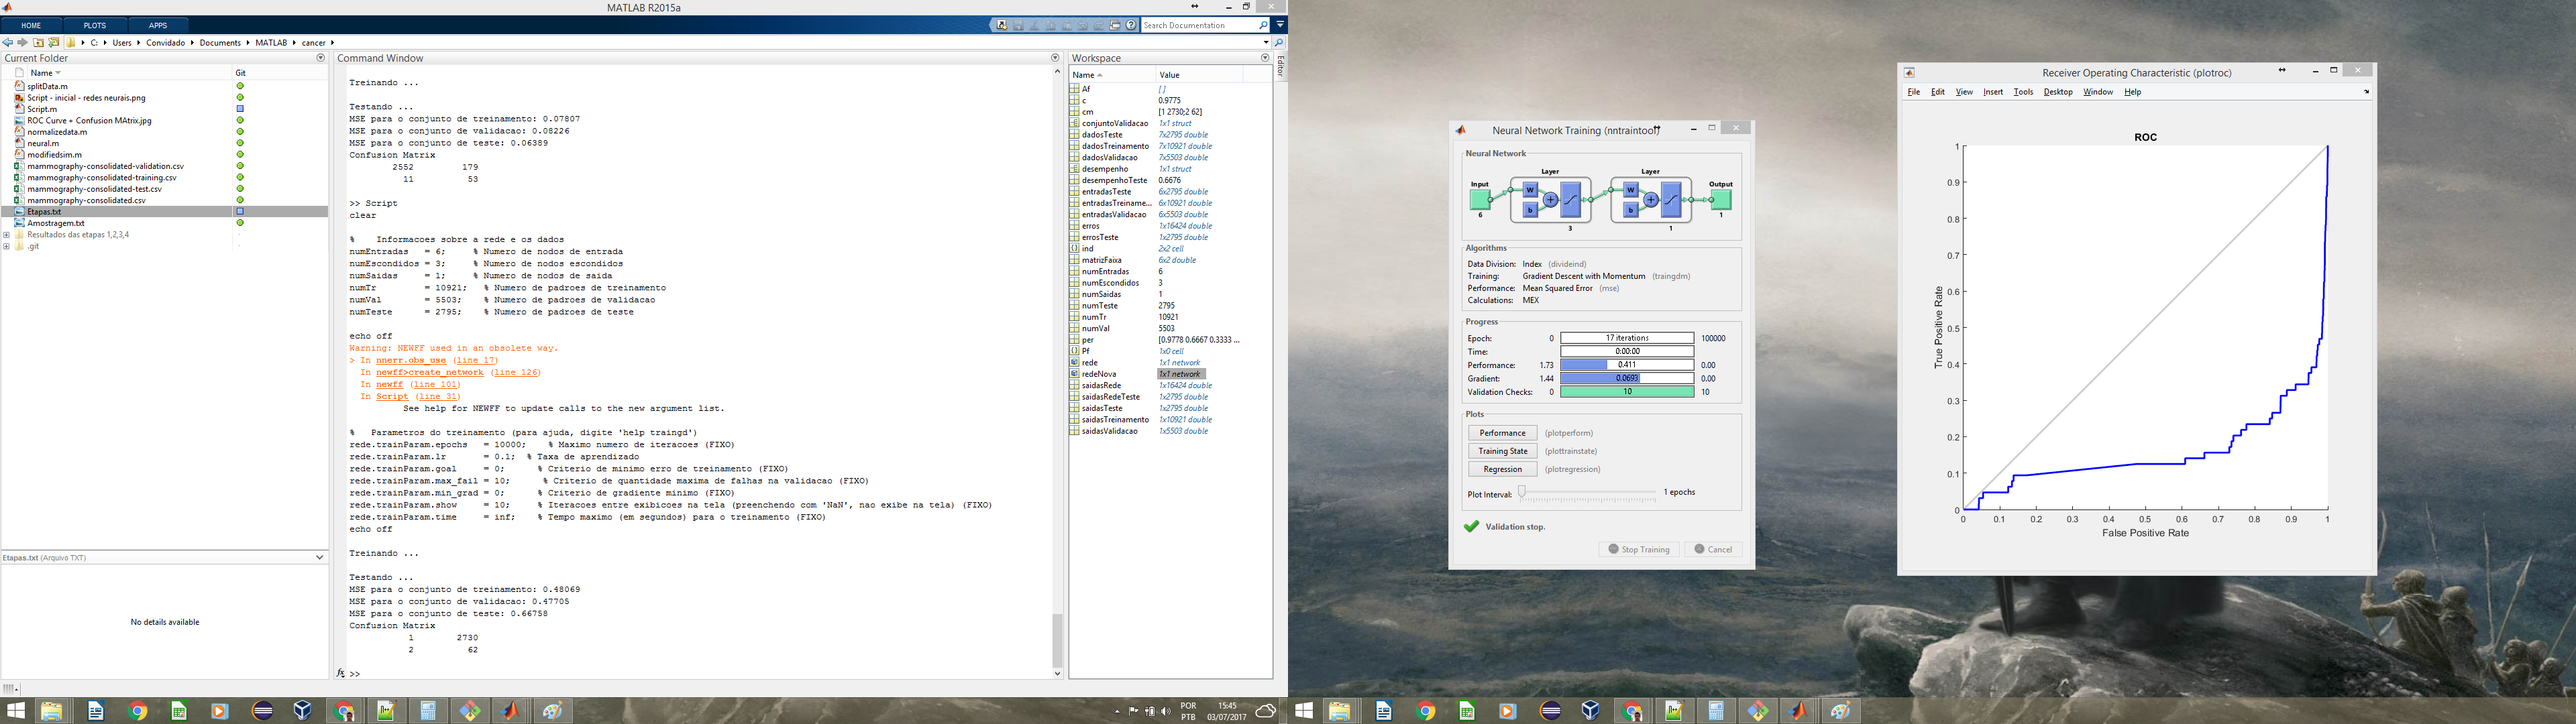 MATLAB R2015a
HOME PLOTS APPS
Search Documentation
C: Users Convidado Documents MATLAB cancer
Current Folder
Name Git
splitData.m
Script - inicial - redes neurais.png
Script.m
ROC Curve + Confusion MAtrix.jpg
normalizedata.m
neural.m
modifiedsim.m
mammography-consolidated-validation.csv
mammography-consolidated-training.csv
mammography-consolidated-test.csv
mammography-consolidated.csv
Etapas.txt
Amostragem.txt
Resultados das etapas 1,2,3,4
.git
Etapas.txt (Arquivo TXT)
No details available
Command Window
Treinando ...
Testando ...
MSE para o conjunto de treinamento: 0.07807
MSE para o conjunto de validacao: 0.08226
MSE para o conjunto de teste: 0.06389
Confusion Matrix
2552 179
11 53
>> Script
clear
% Informacoes sobre a rede e os dados
numEntradas = 6; % Numero de nodos de entrada
numEscondidos = 3; % Numero de nodos escondidos
numSaidas = 1; % Numero de nodos de saida
numTr = 10921; % Numero de padroes de treinamento
numVal = 5503; % Numero de padroes de validacao
numTeste = 2795; % Numero de padroes de teste
echo off
Warning: NEWFF used in an obsolete way.
> In nnerr.obs_use (line 17)
In newff>create_network (line 126)
In newff (line 101)
In Script (line 31)
See help for NEWFF to update calls to the new argument list.
% Parametros do treinamento (para ajuda, digite 'help traingd')
rede.trainParam.epochs = 10000; % Maximo numero de iteracoes (FIXO)
rede.trainParam.lr = 0.1; % Taxa de aprendizado
rede.trainParam.goal = 0; % Criterio de minimo erro de treinamento (FIXO)
rede.trainParam.max_fail = 10; % Criterio de quantidade maxima de falhas na validacao (FIXO)
rede.trainParam.min_grad = 0; % Criterio de gradiente minimo (FIXO)
rede.trainParam.show = 10; % Iteracoes entre exibicoes na tela (preenchendo com 'NaN', nao exibe na tela) (FIXO)
rede.trainParam.time = inf; % Tempo maximo (em segundos) para o treinamento (FIXO)
echo off
Treinando ...
Testando ...
MSE para o conjunto de treinamento: 0.48069
MSE para o conjunto de validacao: 0.47705
MSE para o conjunto de teste: 0.66758
Confusion Matrix
1 2730
2 62
fx >>
Workspace
Name Value
Af [ ]
c 0.9775
cm [1 2730;2 62]
conjuntoValidacao 1x1 struct
dadosTeste 7x2795 double
dadosTreinamento 7x10921 double
dadosValidacao 7x5503 double
desempenho 1x1 struct
desempenhoTeste 0.6676
entradasTeste 6x2795 double
entradasTreiname... 6x10921 double
entradasValidacao 6x5503 double
erros 1x16424 double
errosTeste 1x2795 double
ind 2x2 cell
matrizFaixa 6x2 double
numEntradas 6
numEscondidos 3
numSaidas 1
numTeste 2795
numTr 10921
numVal 5503
per [0.9778 0.6667 0.3333 ...
Pf 1x0 cell
rede 1x1 network
redeNova 1x1 network
saidasRede 1x16424 double
saidasRedeTeste 1x2795 double
saidasTeste 1x2795 double
saidasTreinamento 1x10921 double
saidasValidacao 1x5503 double
Editor
POR
PTB
15:45
03/07/2017
Neural Network Training (nntraintool)
Neural Network
Layer Layer
Input W b W b Output
6 3 1 1
Algorithms
Data Division: Index (divideind)
Training: Gradient Descent with Momentum (traingdm)
Performance: Mean Squared Error (mse)
Calculations: MEX
Progress
Epoch: 0 17 iterations 100000
Time: 0:00:00
Performance: 1.73 0.411 0.00
Gradient: 1.44 0.0693 0.00
Validation Checks: 0 10 10
Plots
Performance (plotperform)
Training State (plottrainstate)
Regression (plotregression)
Plot Interval: 1 epochs
Validation stop.
Stop Training Cancel
Receiver Operating Characteristic (plotroc)
File Edit View Insert Tools Desktop Window Help
ROC
True Positive Rate
1
0.9
0.8
0.7
0.6
0.5
0.4
0.3
0.2
0.1
0
0 0.1 0.2 0.3 0.4 0.5 0.6 0.7 0.8 0.9 1
False Positive Rate